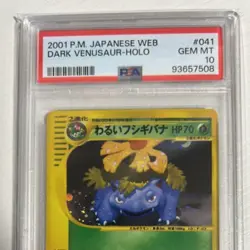 2001 P.M. JAPANESE WEB #041
DARK VENUSAUR-HOLO GEM MT
10
PSA 93657508
わるいフシギバナ HP70